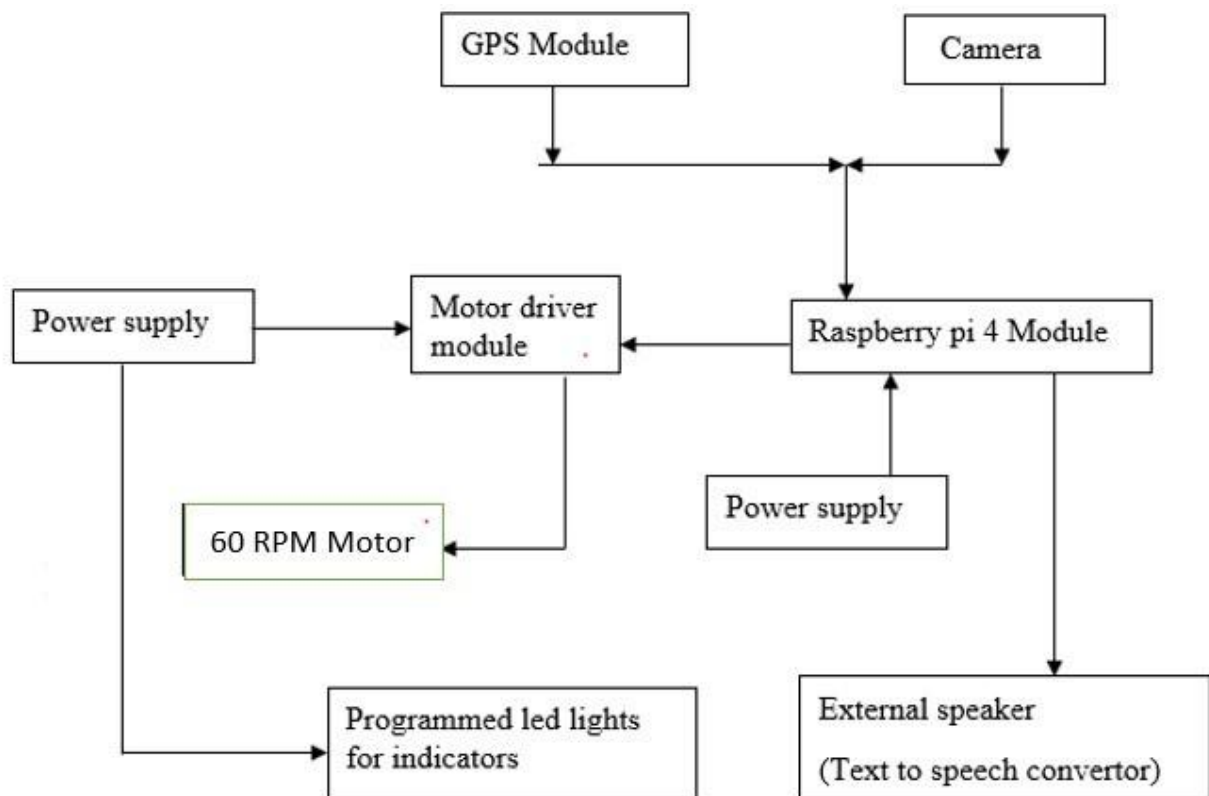 GPS Module
Camera
Power supply
Motor driver
module
Raspberry pi 4 Module
Power supply
60 RPM Motor
Programmed led lights
for indicators
External speaker
(Text to speech convertor)